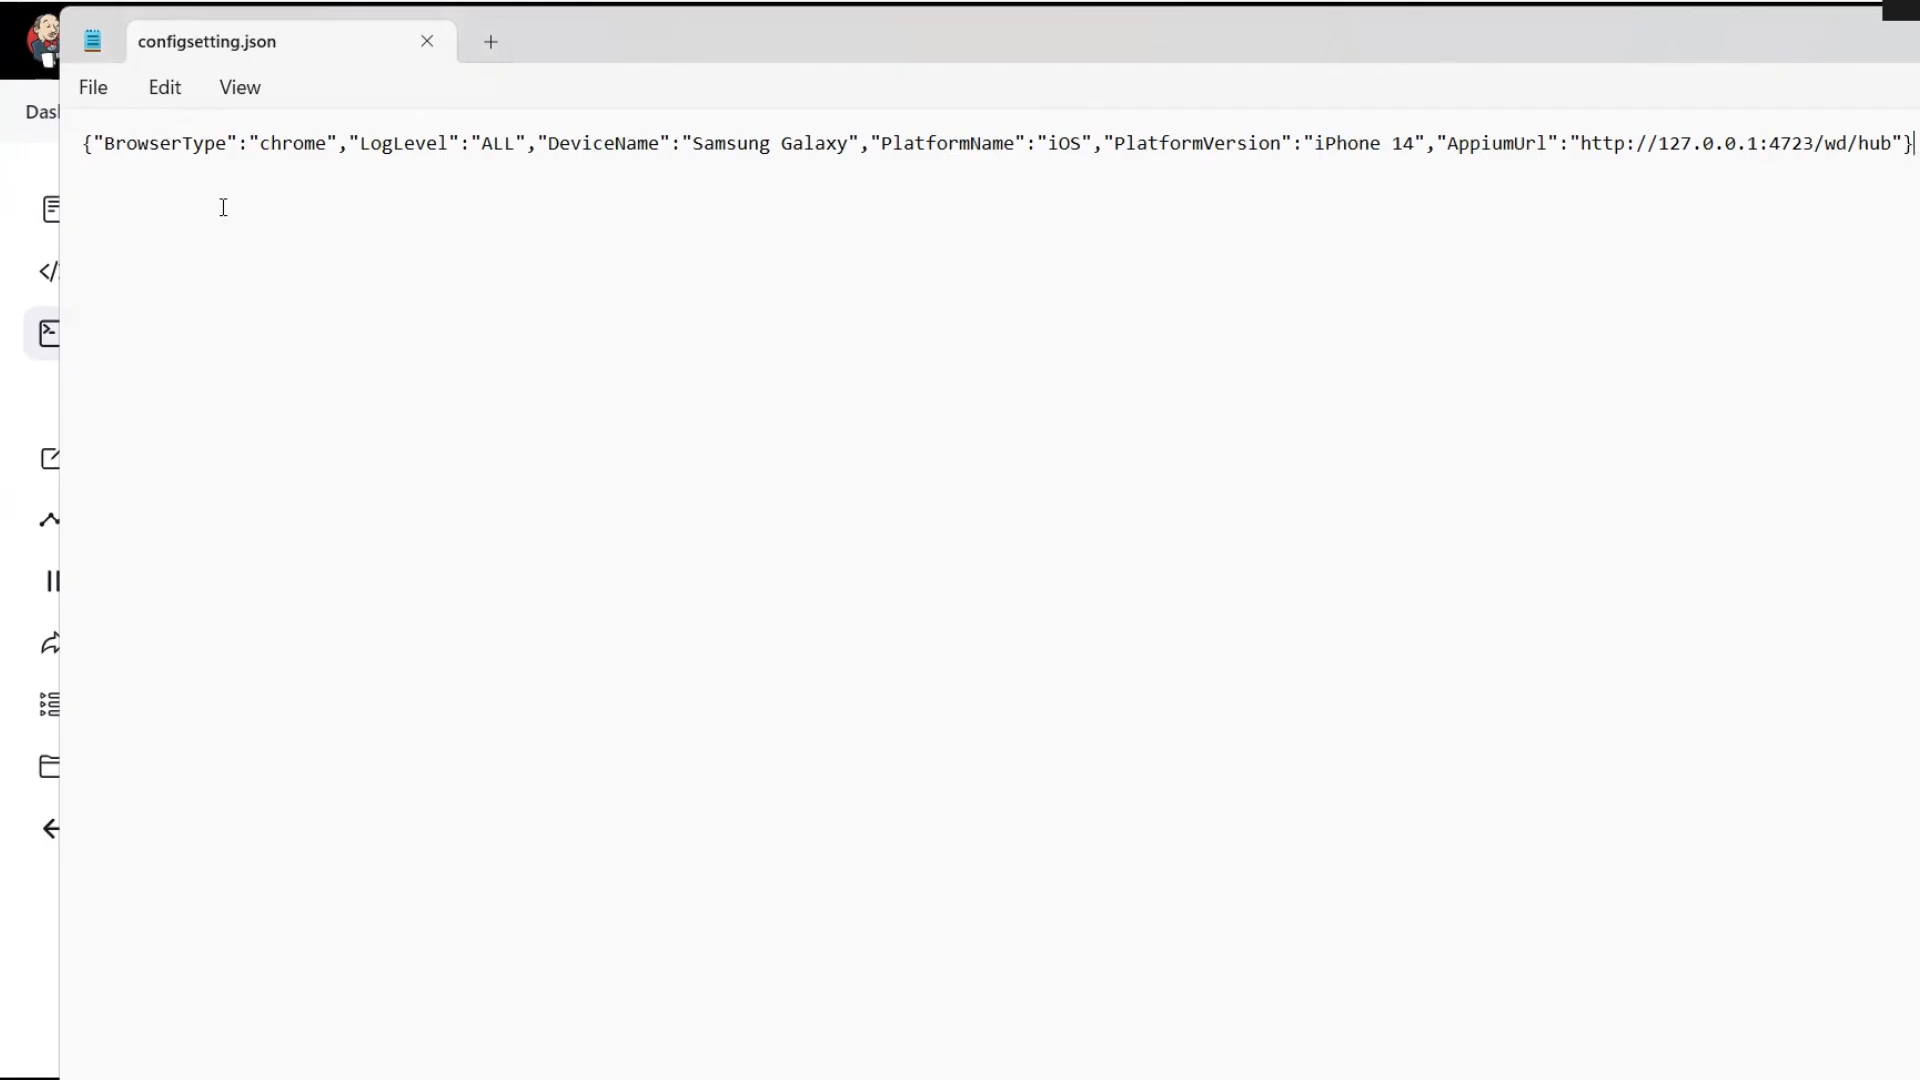 configsetting.json
File Edit View
Das
{"BrowserType":"chrome","LogLevel":"ALL","DeviceName":"Samsung Galaxy","PlatformName":"iOS","PlatformVersion":"iPhone 14","AppiumUrl":"http://127.0.0.1:4723/wd/hub"}